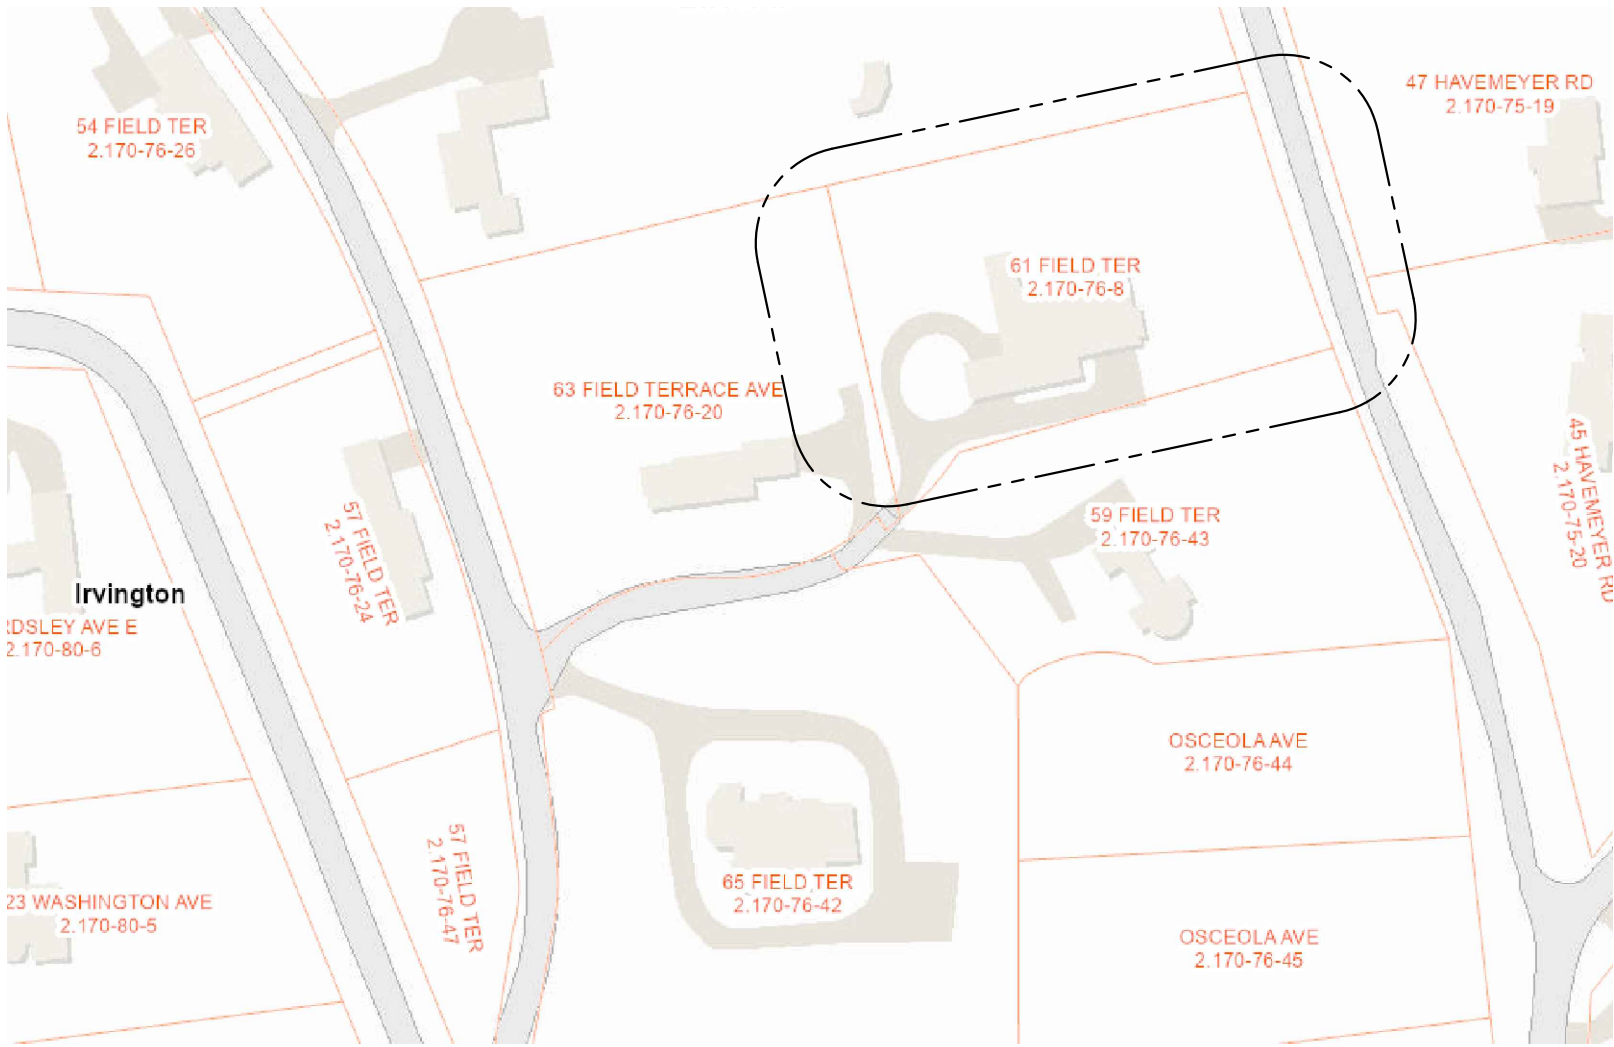 47 HAVEMEYER RD
2.170-75-19
54 FIELD TER
2.170-76-26
61 FIELD TER
2.170-76-8
63 FIELD TERRACE AVE
2.170-76-20
45 HAVEMEYER RD
2.170-75-20
57 FIELD TER
2.170-76-24
59 FIELD TER
2.170-76-43
Irvington
RDSLEY AVE E
2.170-80-6
OSCEOLA AVE
2.170-76-44
57 FIELD TER
2.170-76-47
65 FIELD TER
2.170-76-42
23 WASHINGTON AVE
2.170-80-5
OSCEOLA AVE
2.170-76-45